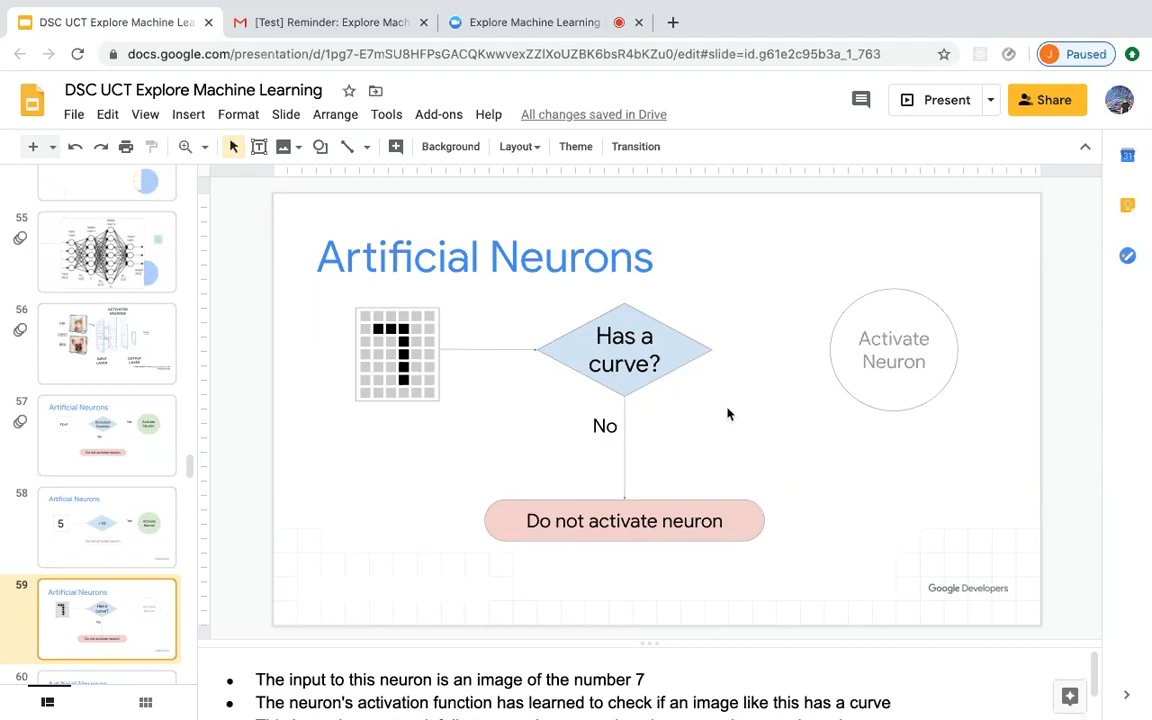 DSC UCT Explore Machine Lea
[Test] Reminder: Explore Mach
Explore Machine Learning
docs.google.com/presentation/d/1pg7-E7mSU8HFPsGACQKwwvexZZIXoUZBK6bsR4bKZu0/edit#slide=id.g61e2c95b3a_1_763
J Paused
DSC UCT Explore Machine Learning
File Edit View Insert Format Slide Arrange Tools Add-ons Help All changes saved in Drive
Present
Share
Background Layout Theme Transition
31
55
56
57
Artificial Neurons
58
Artificial Neurons
5
59
Artificial Neurons
Has a curve?
60
Artificial Neurons
Has a
curve?
Activate
Neuron
No
Do not activate neuron
Google Developers
• The input to this neuron is an image of the number 7
• The neuron's activation function has learned to check if an image like this has a curve